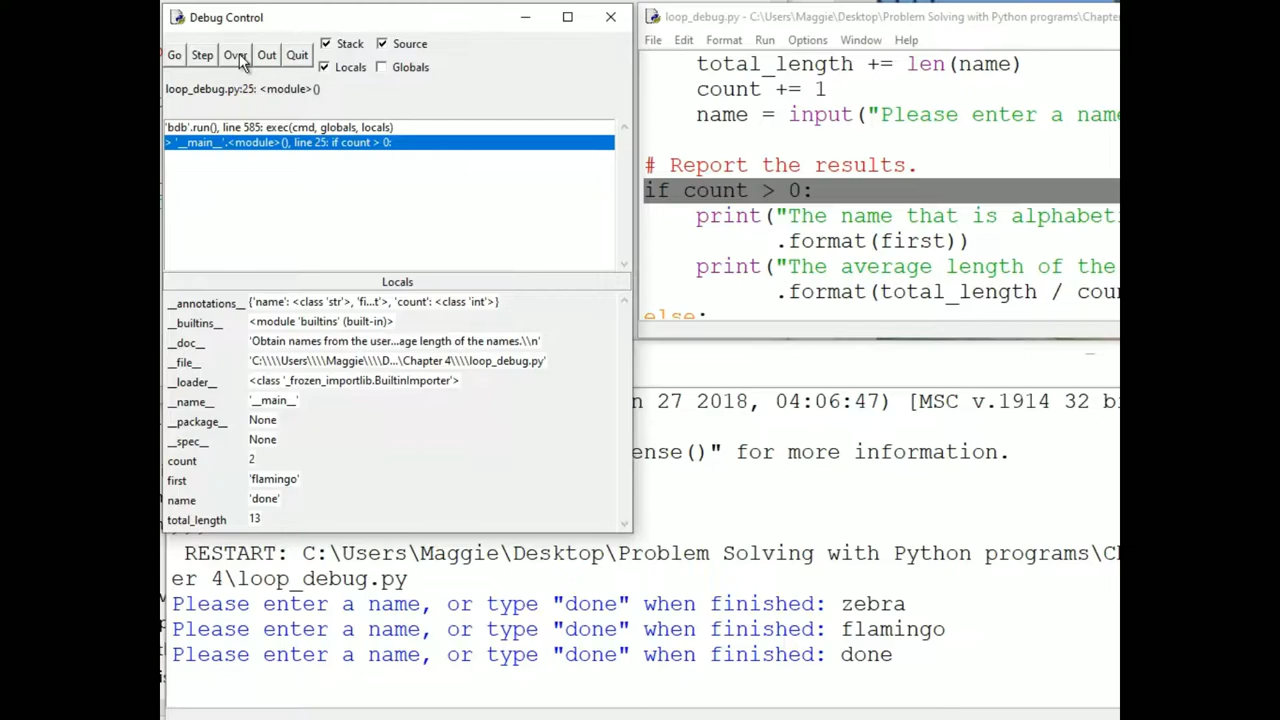 Debug Control
Go Step Over Out Quit
Stack Source
Locals Globals
loop_debug.py:25: <module>()
'bdb'.run(), line 585: exec(cmd, globals, locals)
> '__main__'.<module>(), line 25: if count > 0:
Locals
__annotations__ {'name': <class 'str'>, 'fi...t'>, 'count': <class 'int'>}
__builtins__ <module 'builtins' (built-in)>
__doc__ 'Obtain names from the user...age length of the names.\\n'
__file__ 'C:\\\\Users\\\\Maggie\\\\D...\Chapter 4\\\\loop_debug.py'
__loader__ <class '_frozen_importlib.BuiltinImporter'>
__name__ '__main__'
__package__ None
__spec__ None
count 2
first 'flamingo'
name 'done'
total_length 13
loop_debug.py - C:\Users\Maggie\Desktop\Problem Solving with Python programs\Chapter
File Edit Format Run Options Window Help
total_length += len(name)
count += 1
name = input("Please enter a name
# Report the results.
if count > 0:
print("The name that is alphabeti
.format(first))
print("The average length of the
.format(total_length / coun
else:
n 27 2018, 04:06:47) [MSC v.1914 32 bi
ense()" for more information.
RESTART: C:\Users\Maggie\Desktop\Problem Solving with Python programs\Ch
er 4\loop_debug.py
Please enter a name, or type "done" when finished: zebra
Please enter a name, or type "done" when finished: flamingo
Please enter a name, or type "done" when finished: done